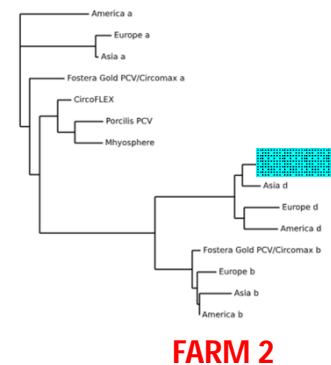 America a
Europe a
Asia a
Fostera Gold PCV/Circomax a
CircoFLEX
Porcilis PCV
Mhyosphere
Asia d
Europe d
America d
Fostera Gold PCV/Circomax b
Europe b
Asia b
America b
FARM 2